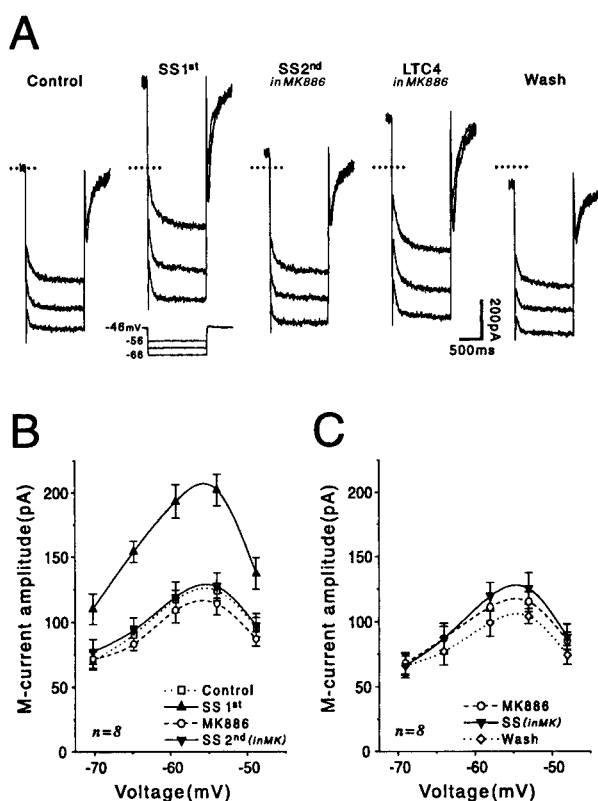 A
Control
SS1st
SS2nd
in MK886
LTC4
in MK886
Wash
-46mV
-56
-66
200pA
500ms
B
M-current amplitude(pA)
200
150
100
50
0
-70
-60
-50
Voltage(mV)
n=8
Control
SS 1st
MK886
SS 2nd (inMK)
C
M-current amplitude(pA)
200
150
100
50
0
-70
-60
-50
Voltage(mV)
n=8
MK886
SS(inMK)
Wash